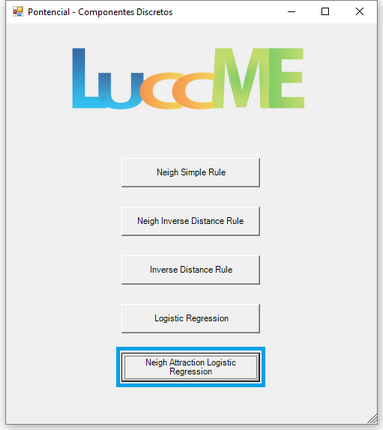 Pontencial - Componentes Discretos
LuccME
Neigh Simple Rule
Neigh Inverse Distance Rule
Inverse Distance Rule
Logistic Regression
Neigh Attraction Logistic
Regression